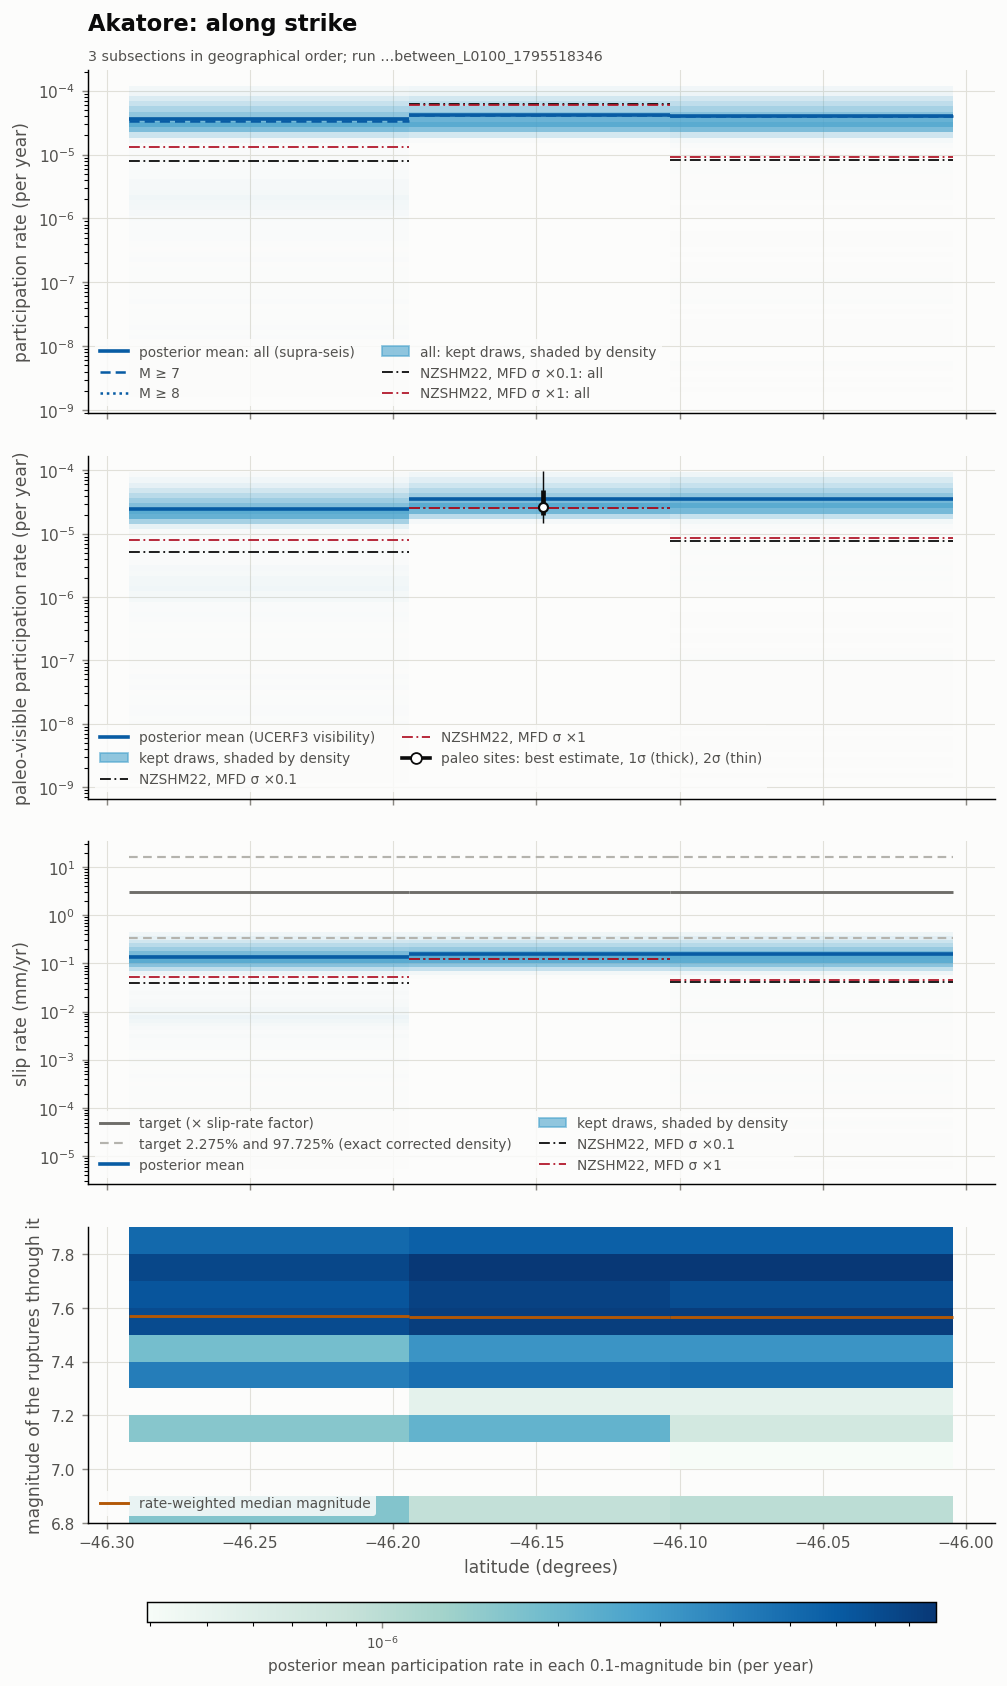 Akatore: along strike
3 subsections in geographical order; run ...between_L0100_1795518346
participation rate (per year)
10⁻⁴
10⁻⁵
10⁻⁶
10⁻⁷
10⁻⁸
10⁻⁹
posterior mean: all (supra-seis)
M ≥ 7
M ≥ 8
all: kept draws, shaded by density
NZSHM22, MFD σ ×0.1: all
NZSHM22, MFD σ ×1: all
paleo-visible participation rate (per year)
10⁻⁴
10⁻⁵
10⁻⁶
10⁻⁷
10⁻⁸
10⁻⁹
posterior mean (UCERF3 visibility)
kept draws, shaded by density
NZSHM22, MFD σ ×0.1
NZSHM22, MFD σ ×1
paleo sites: best estimate, 1σ (thick), 2σ (thin)
slip rate (mm/yr)
10¹
10⁰
10⁻¹
10⁻²
10⁻³
10⁻⁴
10⁻⁵
target (× slip-rate factor)
target 2.275% and 97.725% (exact corrected density)
posterior mean
kept draws, shaded by density
NZSHM22, MFD σ ×0.1
NZSHM22, MFD σ ×1
magnitude of the ruptures through it
7.8
7.6
7.4
7.2
7.0
6.8
rate-weighted median magnitude
−46.30 −46.25 −46.20 −46.15 −46.10 −46.05 −46.00
latitude (degrees)
10⁻⁶
posterior mean participation rate in each 0.1-magnitude bin (per year)